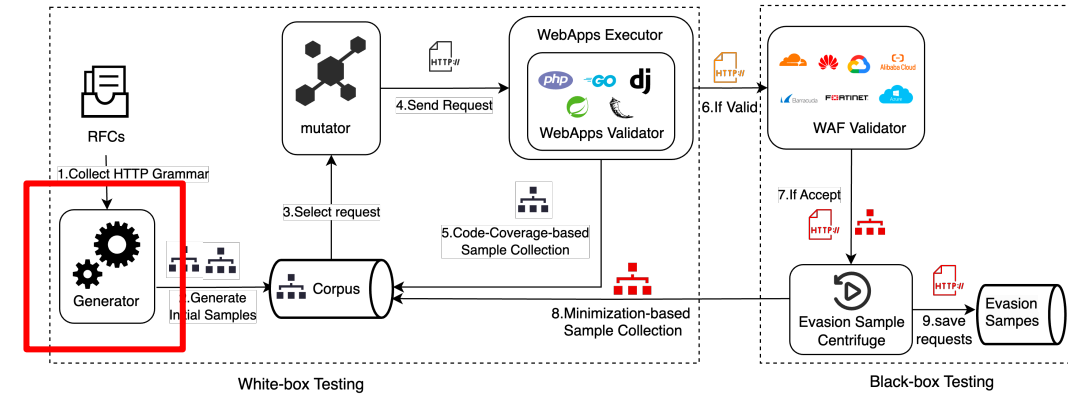 RFCs
1.Collect HTTP Grammar
Generator
2.Generate
Initial Samples
Corpus
3.Select request
mutator
4.Send Request
HTTP://
WebApps Executor
php
GO
dj
WebApps Validator
5.Code-Coverage-based
Sample Collection
HTTP://
6.If Valid
Alibaba Cloud
Barracuda
FORTINET
Azure
WAF Validator
7.If Accept
HTTP://
Evasion Sample
Centrifuge
8.Minimization-based
Sample Collection
HTTP://
9.save
requests
Evasion
Sampes
White-box Testing
Black-box Testing